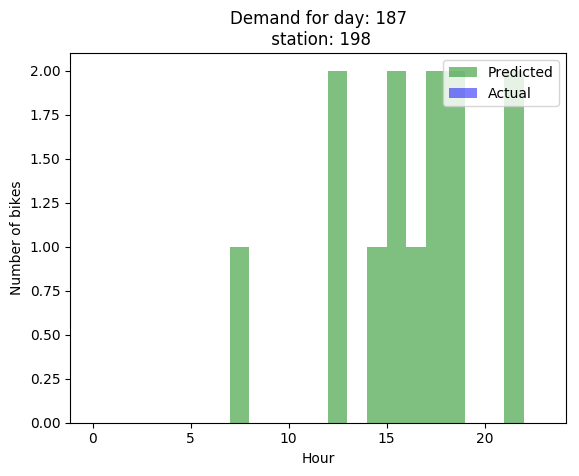 Demand for day: 187
station: 198
Predicted
Actual
2.00
1.75
1.50
1.25
1.00
0.75
0.50
0.25
0.00
Number of bikes
0 5 10 15 20
Hour